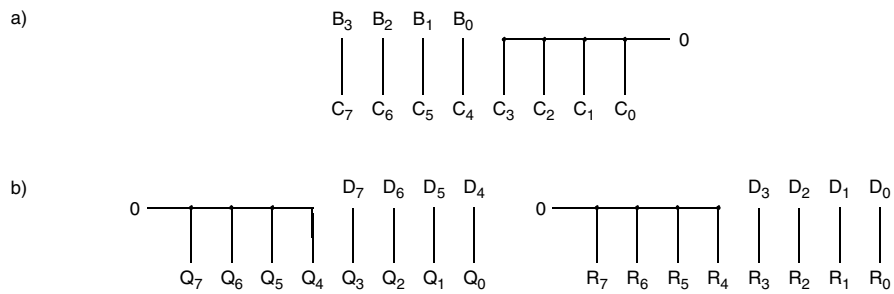 a) B₃ B₂ B₁ B₀ 0
C₇ C₆ C₅ C₄ C₃ C₂ C₁ C₀
b) 0 D₇ D₆ D₅ D₄ 0 D₃ D₂ D₁ D₀
Q₇ Q₆ Q₅ Q₄ Q₃ Q₂ Q₁ Q₀ R₇ R₆ R₅ R₄ R₃ R₂ R₁ R₀